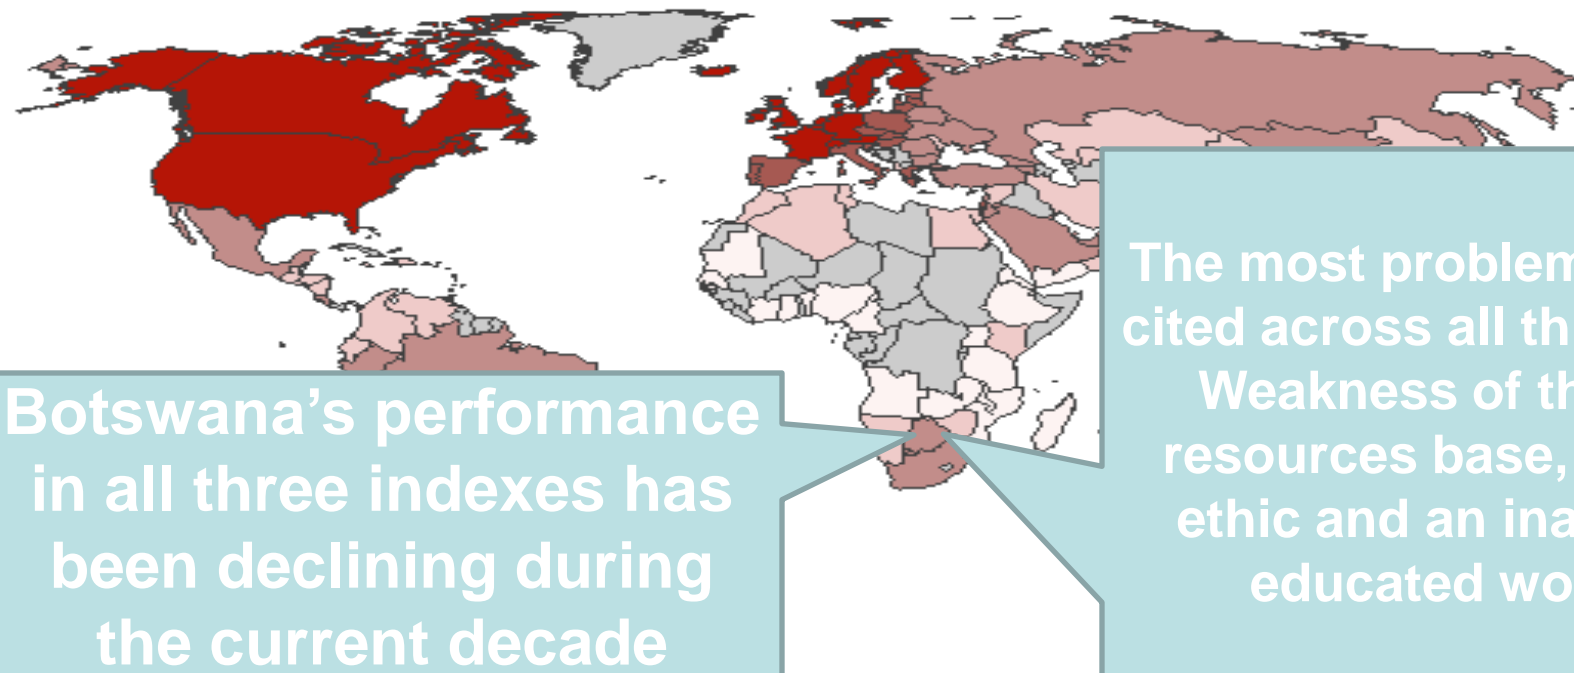 Botswana’s performance
in all three indexes has
been declining during
the current decade
The most problem
cited across all th
Weakness of th
resources base,
ethic and an ina
educated wo